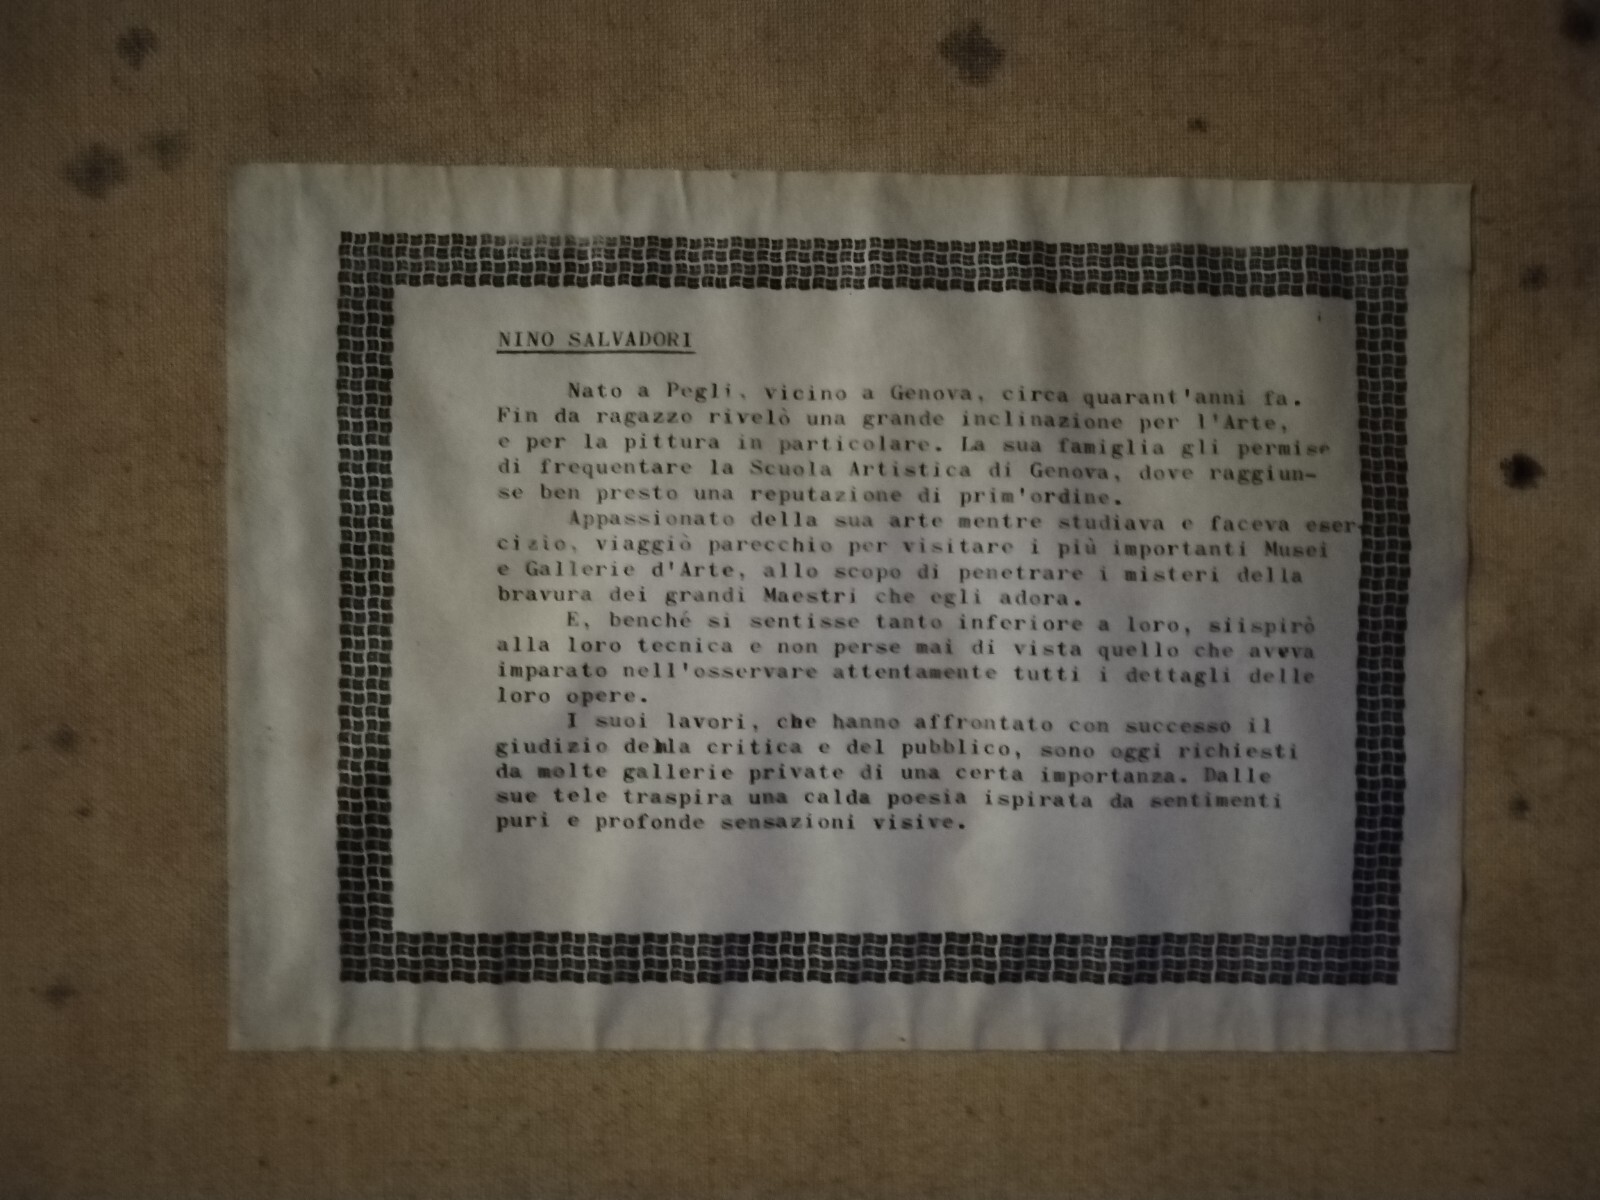 NINO SALVADORI
Nato a Pegli, vicino a Genova, circa quarant'anni fa.
Fin da ragazzo rivelò una grande inclinazione per l'Arte,
e per la pittura in particolare. La sua famiglia gli permise
di frequentare la Scuola Artistica di Genova, dove raggiun-
se ben presto una reputazione di prim'ordine.
Appassionato della sua arte mentre studiava e faceva eser-
cizio, viaggiò parecchio per visitare i più importanti Musei
e Gallerie d'Arte, allo scopo di penetrare i misteri della
bravura dei grandi Maestri che egli adora.
E, benché si sentisse tanto inferiore a loro, siispirò
alla loro tecnica e non perse mai di vista quello che aveva
imparato nell'osservare attentamente tutti i dettagli delle
loro opere.
I suoi lavori, che hanno affrontato con successo il
giudizio della critica e del pubblico, sono oggi richiesti
da molte gallerie private di una certa importanza. Dalle
sue tele traspira una calda poesia ispirata da sentimenti
puri e profonde sensazioni visive.